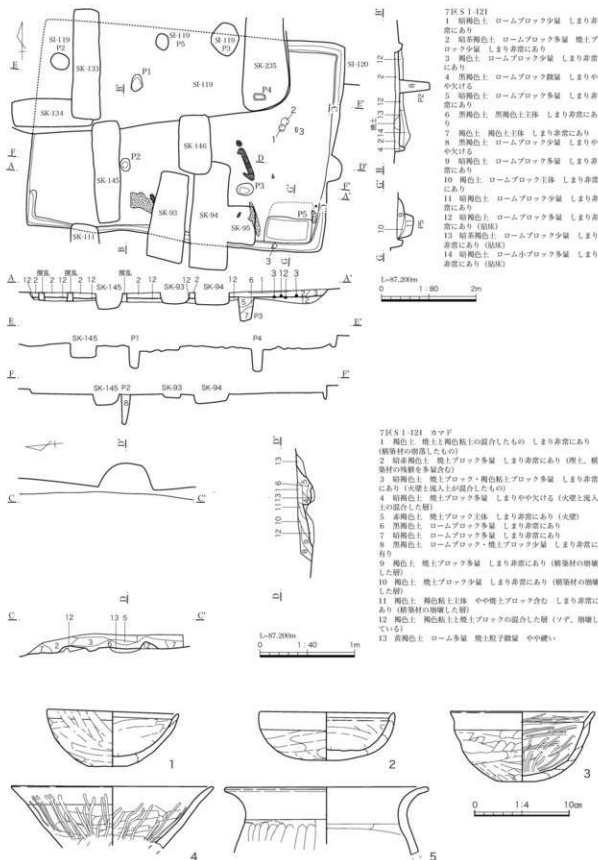 7区SI-121
1 暗褐色土 ロームブロック少量 しまり非
常にあり
2 暗茶褐色土 ロームブロック多量 焼土ブ
ロック少量 しまり非常にあり
3 褐色土 ロームブロック少量 しまり非
常にあり
4 黒褐色土 ロームブロック微量 しまりや
や欠ける
5 暗褐色土 ロームブロック多量 しまり非
常にあり
6 黒褐色土 黒褐色土主体 しまり非常にあ
り
7 褐色土 褐色土主体 しまり非常にあり
8 黒褐色土 ロームブロック少量 しまりや
や欠ける
9 暗褐色土 ロームブロック多量 しまり非
常にあり
10 褐色土 ロームブロック主体 しまり非
常にあり
11 暗褐色土 ロームブロック少量 しまり
非常にあり
12 暗褐色土 ロームブロック多量 しまり
非常にあり(貼床)
13 暗茶褐色土 ロームブロック少量 しまり
非常にあり(貼床)
14 暗褐色土 ローム小ブロック多量 しまり
非常にあり(貼床)
SI-119
P2
SK-133
SI-119
P5
SI-119
P3
SK-235
SI-120
P1
SI-119
P4
SK-134
SK-146
SK-145
P2
P3
SK-93
SK-94
SK-95
P5
SK-111
L=87.200m
0 1:80 2m
A 撹乱 撹乱 撹乱 A'
SK-145 SK-93 SK-94
P3
E E'
SK-145 P1 P4
F F'
SK-145 P2 SK-93 SK-94
7区SI-121 カマド
1 褐色土 焼土と褐色粘土の混合したもの しまり非常にあり
(構築材の崩落したもの)
2 暗赤褐色土 焼土ブロック多量 しまり非常にあり(埋土、構
築材の残骸を多量含む)
3 暗褐色土 焼土ブロック・褐色粘土ブロック多量 しまり非常
にあり(火壁と流入土が混合したもの)
4 暗褐色土 焼土ブロック多量 しまりやや欠ける(火壁と流入
土の混合した層)
5 赤褐色土 焼土ブロック主体 しまり非常にあり(火壁)
6 黒褐色土 ロームブロック多量 しまり非常にあり
7 暗褐色土 ロームブロック多量 しまり非常にあり
8 黒褐色土 ロームブロック・焼土ブロック少量 しまり非常に
有り
9 褐色土 焼土ブロック多量 しまり非常にあり(構築材の崩壊
した層)
10 褐色土 焼土ブロック少量 しまり非常にあり(構築材の崩壊
した層)
11 褐色土 褐色粘土主体 やや焼土ブロック含む しまり非常に
あり(構築材の崩壊した層)
12 褐色土 褐色粘土と焼土ブロックの混合した層(ソデ、崩壊し
ている)
13 黄褐色土 ローム多量 焼土粒子微量 やや硬い
C C'
L=87.200m
0 1:40 1m
1
2
3
4
5
0 1:4 10cm